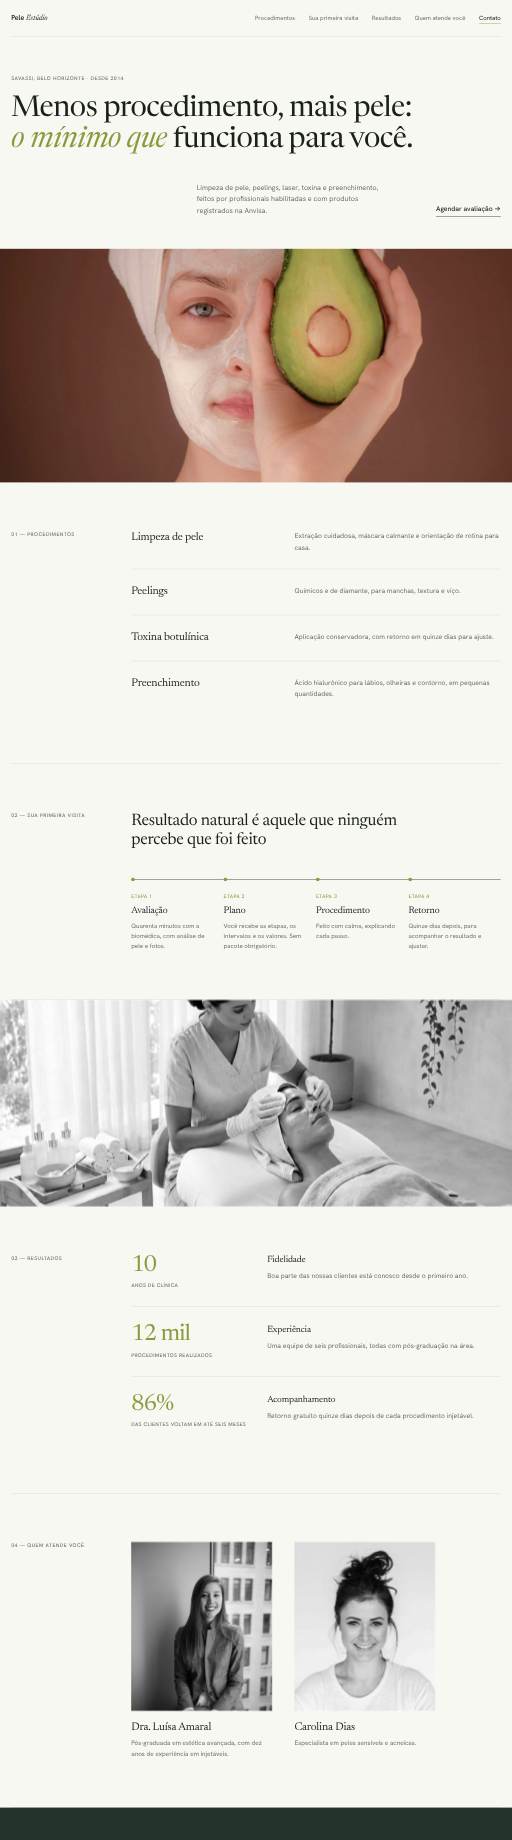 Pele Estúdio
Procedimentos
Sua primeira visita
Resultados
Quem atende você
Contato
SAVASSI, BELO HORIZONTE · DESDE 2014
Menos procedimento, mais pele:
o mínimo que funciona para você.
Limpeza de pele, peelings, laser, toxina e preenchimento,
feitos por profissionais habilitadas e com produtos
registrados na Anvisa.
Agendar avaliação →
01 — PROCEDIMENTOS
Limpeza de pele
Extração cuidadosa, máscara calmante e orientação de rotina para
casa.
Peelings
Químicos e de diamante, para manchas, textura e viço.
Toxina botulínica
Aplicação conservadora, com retorno em quinze dias para ajuste.
Preenchimento
Ácido hialurônico para lábios, olheiras e contorno, em pequenas
quantidades.
02 — SUA PRIMEIRA VISITA
Resultado natural é aquele que ninguém
percebe que foi feito
ETAPA 1
Avaliação
Quarenta minutos com a
biomédica, com análise de
pele e fotos.
ETAPA 2
Plano
Você recebe as etapas, os
intervalos e os valores. Sem
pacote obrigatório.
ETAPA 3
Procedimento
Feito com calma, explicando
cada passo.
ETAPA 4
Retorno
Quinze dias depois, para
acompanhar o resultado e
ajustar.
03 — RESULTADOS
10
ANOS DE CLÍNICA
Fidelidade
Boa parte das nossas clientes está conosco desde o primeiro ano.
12 mil
PROCEDIMENTOS REALIZADOS
Experiência
Uma equipe de seis profissionais, todas com pós-graduação na área.
86%
DAS CLIENTES VOLTAM EM ATÉ SEIS MESES
Acompanhamento
Retorno gratuito quinze dias depois de cada procedimento injetável.
04 — QUEM ATENDE VOCÊ
Dra. Luísa Amaral
Pós-graduada em estética avançada, com dez
anos de experiência em injetáveis.
Carolina Dias
Especialista em peles sensíveis e acneicas.